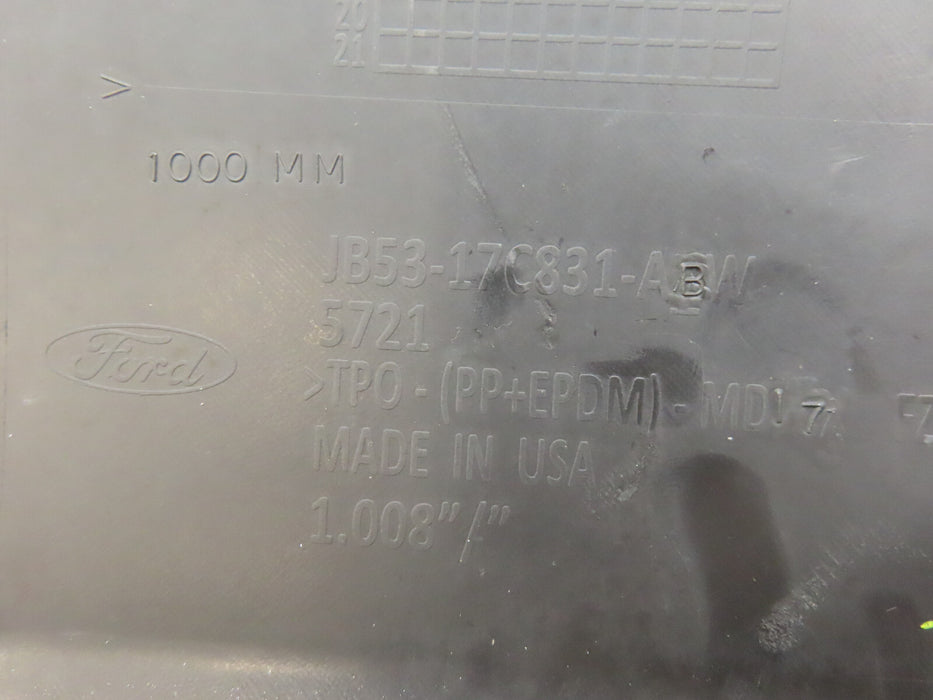 20
21
>
1000 MM
JB53-17C831-ABW
5721
Ford
>TPO - (PP+EPDM) - MD
MADE IN USA
1.008"/"